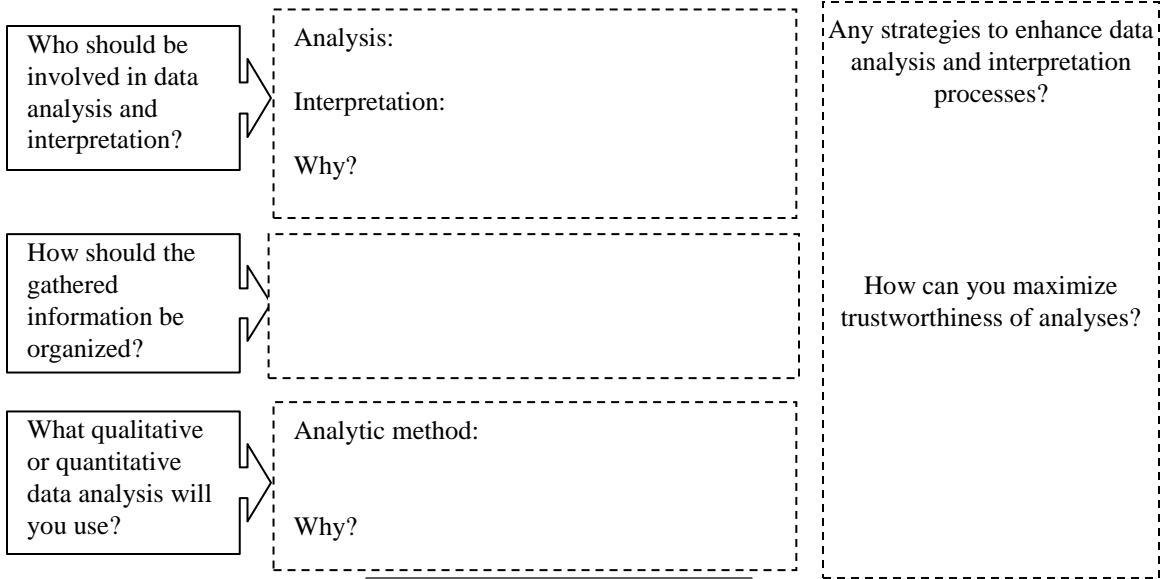 Who should be
involved in data
analysis and
interpretation?
Analysis:
Interpretation:
Why?
How should the
gathered
information be
organized?
What qualitative
or quantitative
data analysis will
you use?
Analytic method:
Why?
Any strategies to enhance data
analysis and interpretation
processes?
How can you maximize
trustworthiness of analyses?